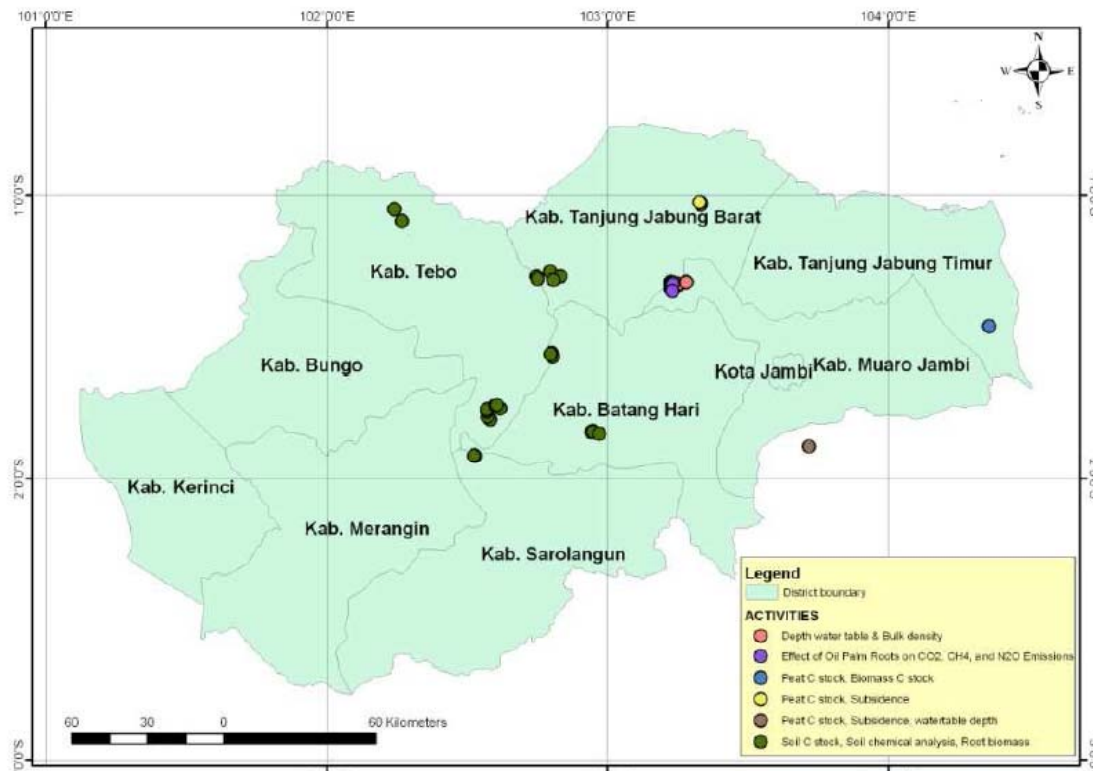 101°0'0"E 102°0'0"E 103°0'0"E 104°0'0"E
N
W E
S
1°0'0"S
Kab. Tanjung Jabung Barat
Kab. Tebo
Kab. Tanjung Jabung Timur
Kab. Bungo
Kota Jambi
Kab. Muaro Jambi
Kab. Batang Hari
2°0'0"S
Kab. Kerinci
Kab. Merangin
Kab. Sarolangun
Legend
District boundary
ACTIVITIES
Depth water table & Bulk density
Effect of Oil Palm Roots on CO2, CH4, and N2O Emissions
Peat C stock, Biomass C stock
Peat C stock, Subsidence
Peat C stock, Subsidence, watertable depth
Soil C stock, Soil chemical analysis, Root biomass
60 30 0 60 Kilometers